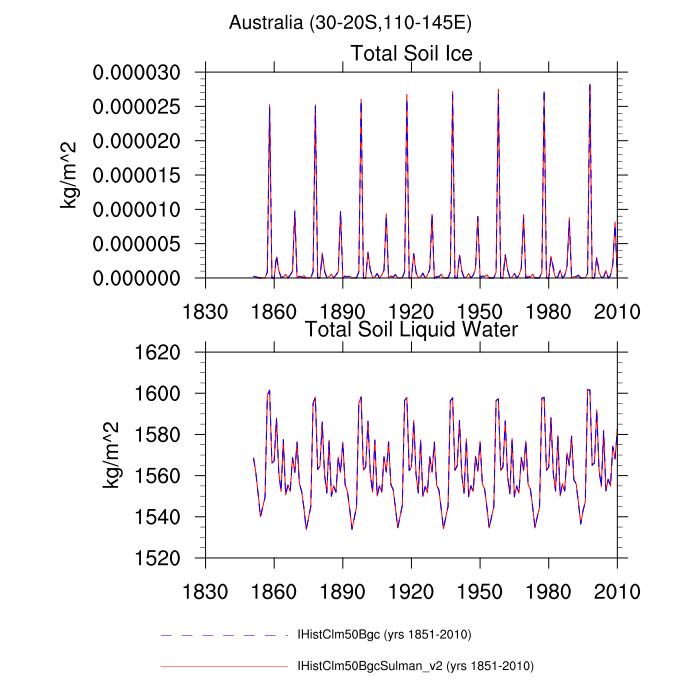 Australia (30-20S,110-145E)
Total Soil Ice
0.000030
0.000025
0.000020
0.000015
0.000010
0.000005
0.000000
kg/m^2
1830 1860 1890 1920 1950 1980 2010
Total Soil Liquid Water
1620
1600
1580
1560
1540
1520
kg/m^2
1830 1860 1890 1920 1950 1980 2010
IHistClm50Bgc (yrs 1851-2010)
IHistClm50BgcSulman_v2 (yrs 1851-2010)